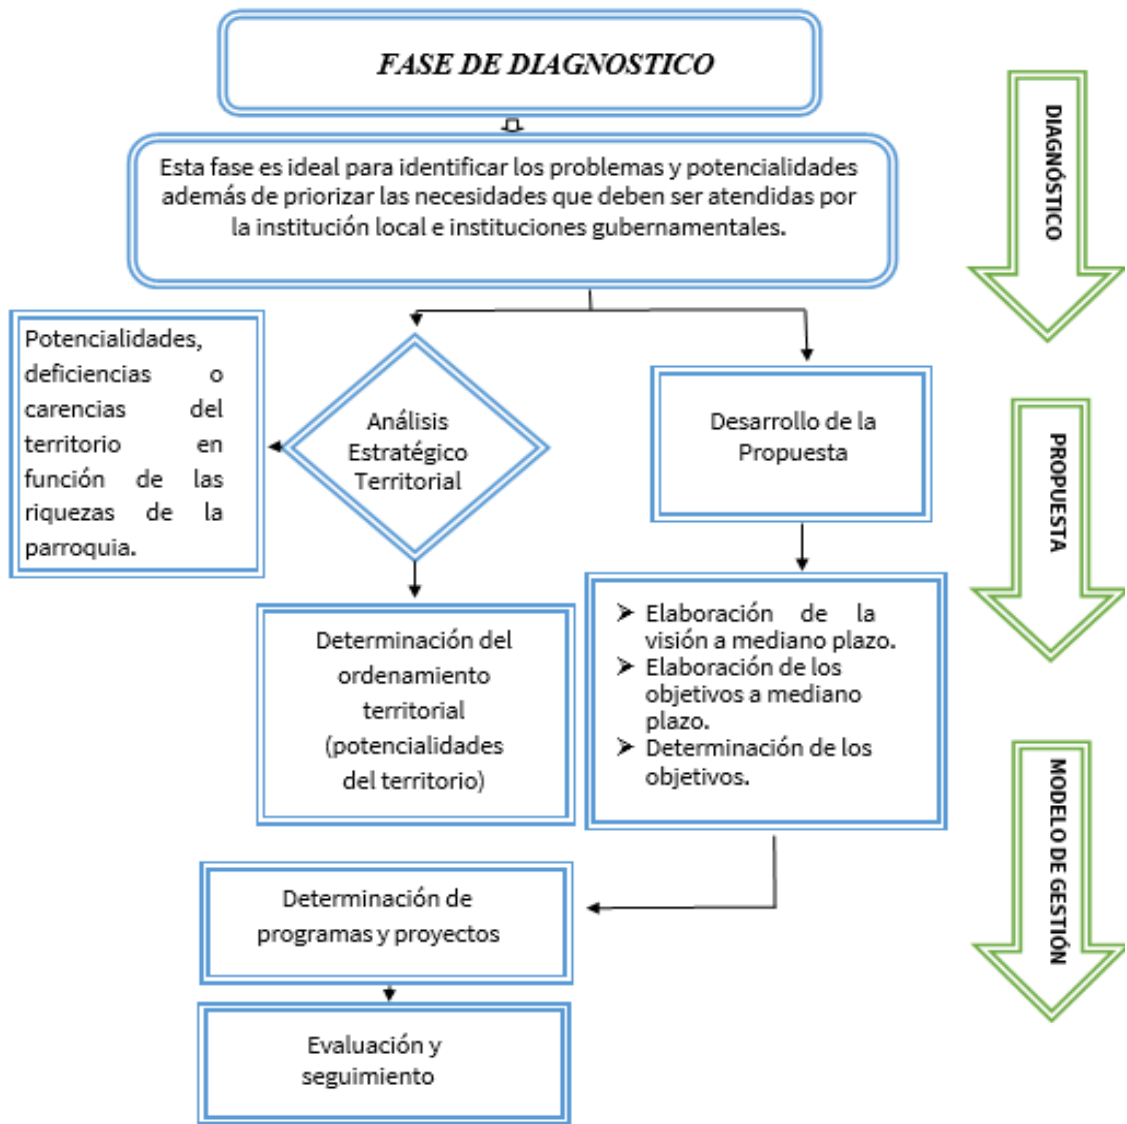 FASE DE DIAGNOSTICO
Esta fase es ideal para identificar los problemas y potencialidades
además de priorizar las necesidades que deben ser atendidas por
la institución local e instituciones gubernamentales.
DIAGNÓSTICO
Potencialidades,
deficiencias o
carencias del
territorio en
función de las
riquezas de la
parroquia.
Análisis
Estratégico
Territorial
Desarrollo de la
Propuesta
PROPUESTA
Determinación del
ordenamiento
territorial
(potencialidades
del territorio)
➤ Elaboración de la
visión a mediano plazo.
➤ Elaboración de los
objetivos a mediano
plazo.
➤ Determinación de los
objetivos.
MODELO DE GESTIÓN
Determinación de
programas y proyectos
Evaluación y
seguimiento